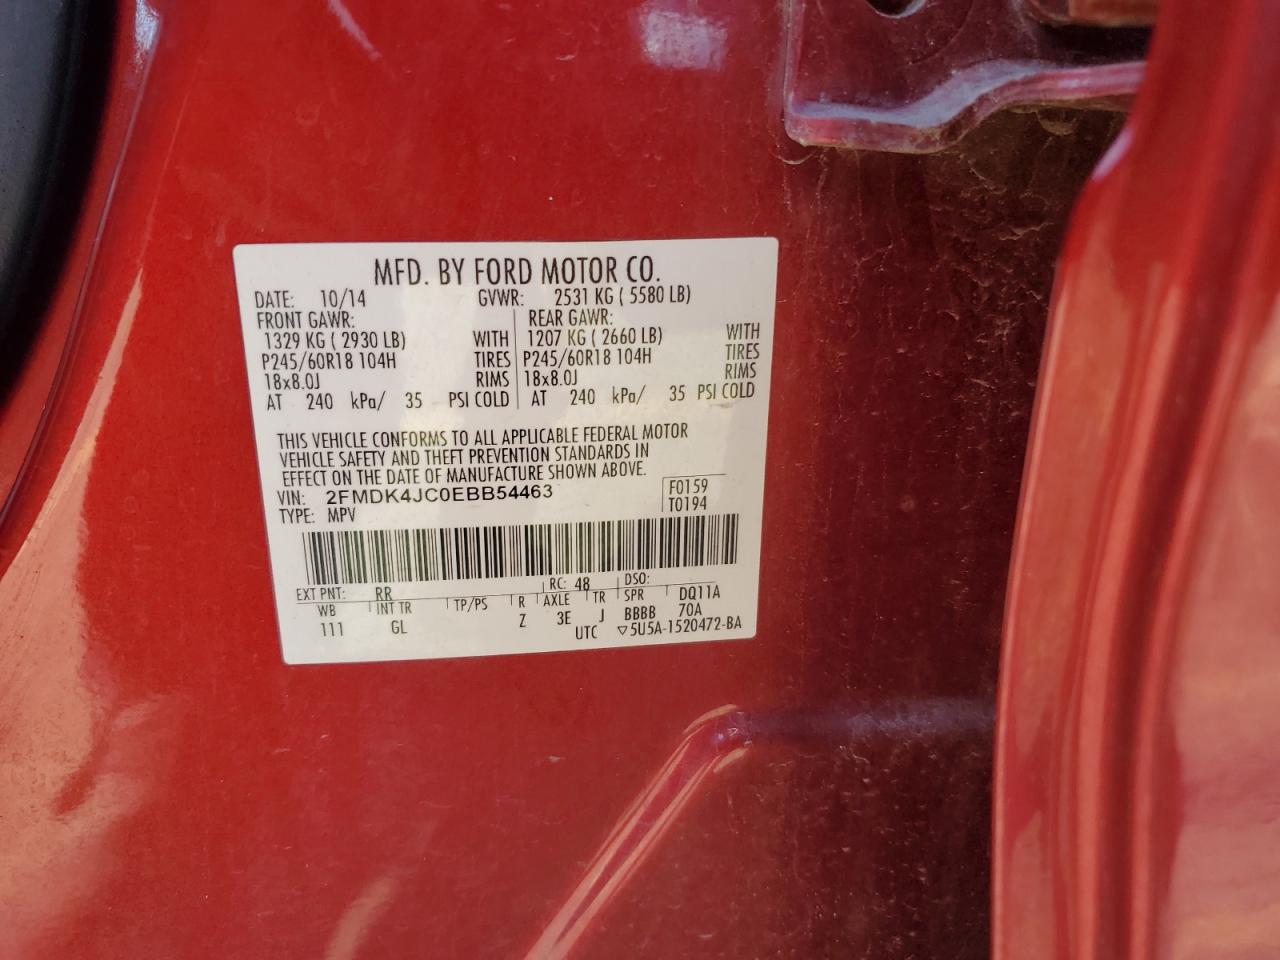 MFD. BY FORD MOTOR CO.
DATE: 10/14 GVWR: 2531 KG ( 5580 LB)
FRONT GAWR: REAR GAWR:
1329 KG ( 2930 LB) WITH 1207 KG ( 2660 LB) WITH
P245/60R18 104H TIRES P245/60R18 104H TIRES
18x8.0J RIMS 18x8.0J RIMS
AT 240 kPa/ 35 PSI COLD AT 240 kPa/ 35 PSI COLD
THIS VEHICLE CONFORMS TO ALL APPLICABLE FEDERAL MOTOR
VEHICLE SAFETY AND THEFT PREVENTION STANDARDS IN
EFFECT ON THE DATE OF MANUFACTURE SHOWN ABOVE.
VIN: 2FMDK4JC0EBB54463 F0159
TYPE: MPV T0194
EXT PNT: RR RC: 48 DSO:
WB INT TR TP/PS R AXLE TR SPR DQ11A
111 GL Z 3E J BBBB 70A
UTC ▽5U5A-1520472-BA